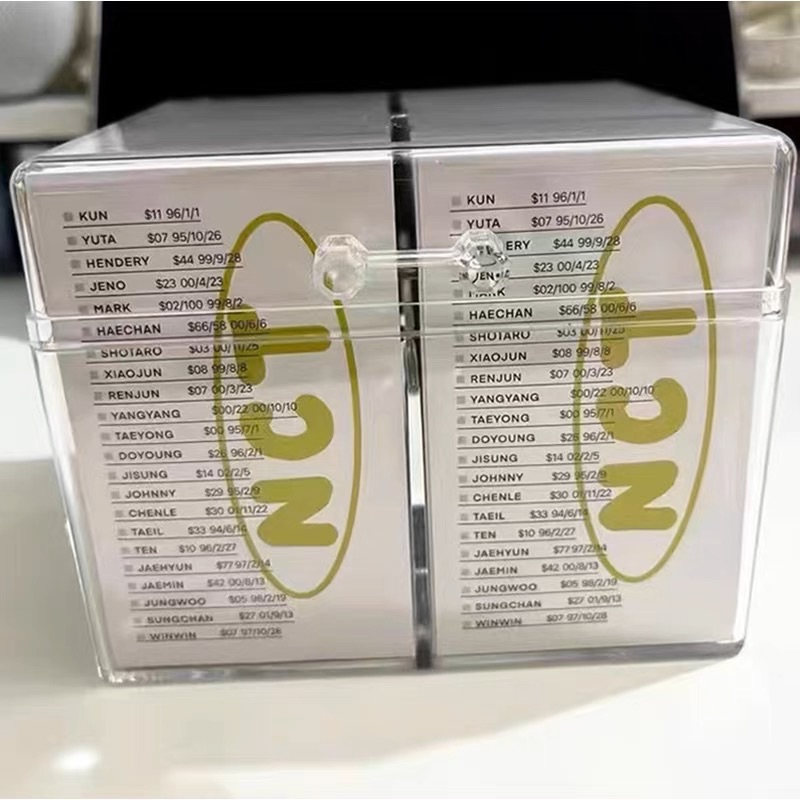 KUN $11 96/1/1
YUTA $07 95/10/26
HENDERY $44 99/9/28
JENO $23 00/4/23
MARK $02/100 99/8/2
HAECHAN $66/58 00/6/6
SHOTARO $03 00/11/25
XIAOJUN $08 99/8/8
RENJUN $07 00/3/23
YANGYANG $00/22 00/10/10
TAEYONG $00 95/7/1
DOYOUNG $26 96/2/1
JISUNG $14 02/2/5
JOHNNY $29 95/2/9
CHENLE $30 01/11/22
TAEIL $33 94/6/14
TEN $10 96/2/27
JAEHYUN $77 97/2/14
JAEMIN $42 00/8/13
JUNGWOO $05 98/2/19
SUNGCHAN $27 01/9/13
WINWIN $07 97/10/28
NCT
KUN $11 96/1/1
YUTA $07 95/10/26
ERY $44 99/9/28
$23 00/4/23
MARK $02/100 99/8/2
HAECHAN $66/58 00/6/6
SHOTARO $03 00/11/25
XIAOJUN $08 99/8/8
RENJUN $07 00/3/23
YANGYANG $00/22 00/10/10
TAEYONG $00 95/7/1
DOYOUNG $26 96/2/1
JISUNG $14 02/2/5
JOHNNY $29 95/2/9
CHENLE $30 01/11/22
TAEIL $33 94/6/14
TEN $10 96/2/27
JAEHYUN $77 97/2/14
JAEMIN $42 00/8/13
JUNGWOO $05 98/2/19
SUNGCHAN $27 01/9/13
WINWIN $07 97/10/28
NCT